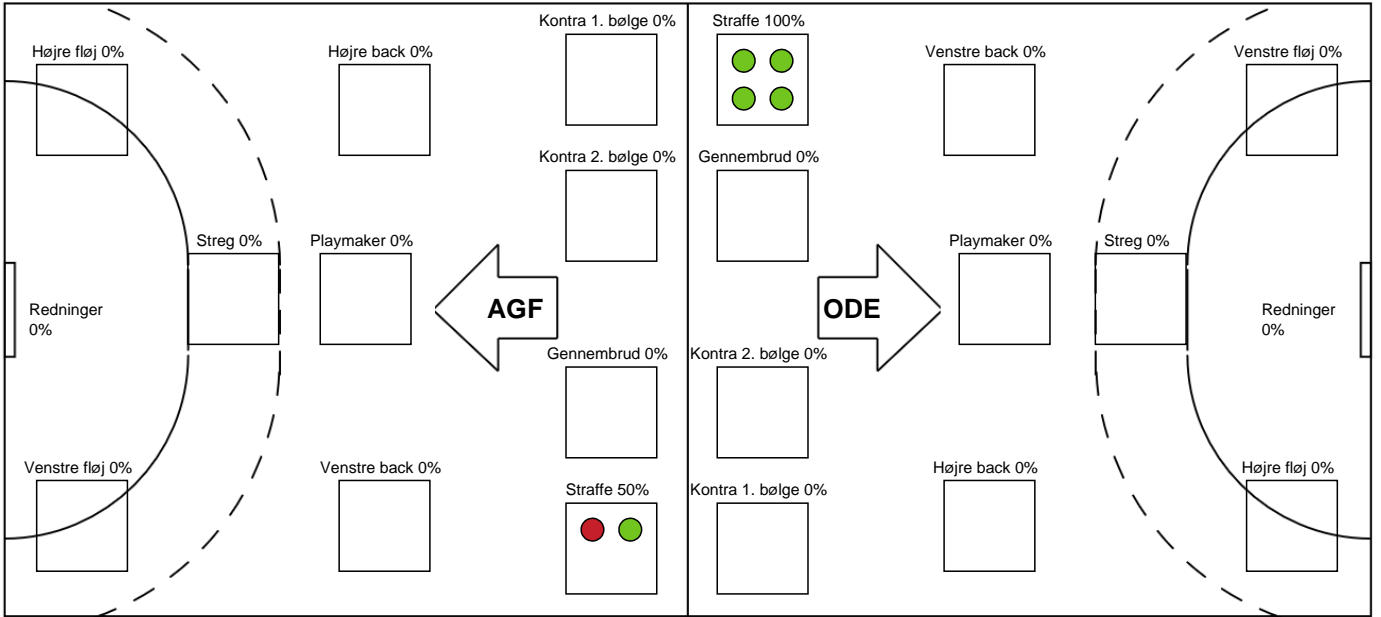 Kontra 1. bølge 0%
Straffe 100%
Højre fløj 0%
Højre back 0%
Venstre back 0%
Venstre fløj 0%
Kontra 2. bølge 0%
Gennembrud 0%
Streg 0%
Playmaker 0%
Playmaker 0%
Streg 0%
Redninger
0%
AGF
ODE
Redninger
0%
Gennembrud 0%
Kontra 2. bølge 0%
Venstre fløj 0%
Venstre back 0%
Højre back 0%
Højre fløj 0%
Straffe 50%
Kontra 1. bølge 0%